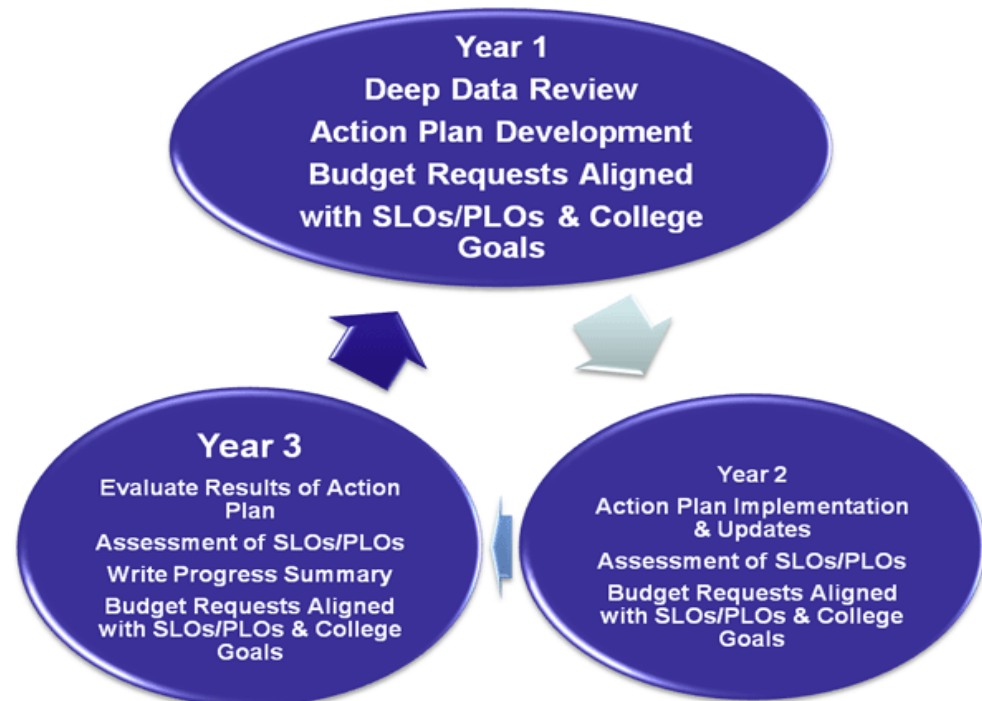 Year 1
Deep Data Review
Action Plan Development
Budget Requests Aligned
with SLOs/PLOs & College
Goals
Year 2
Action Plan Implementation
& Updates
Assessment of SLOs/PLOs
Budget Requests Aligned
with SLOs/PLOs & College
Goals
Year 3
Evaluate Results of Action
Plan
Assessment of SLOs/PLOs
Write Progress Summary
Budget Requests Aligned
with SLOs/PLOs & College
Goals